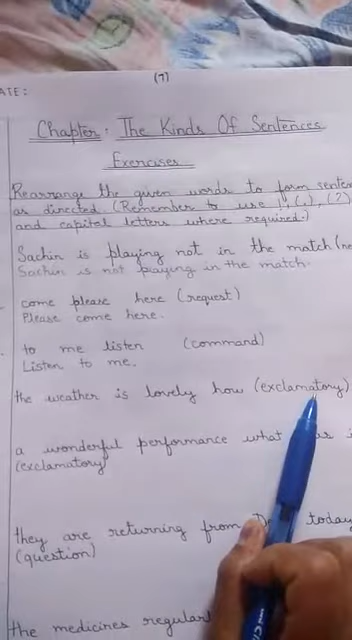 (7)
ATE:
Chapter: The Kinds Of Sentences
Exercises
Rearrange the given words to form
as directed. (Remember to use !, (.), (?)
and capital letters where required.)
Sachin is playing not in the match
Sachin is not playing in the match.
come please here (request)
Please come here.
to me listen (command)
Listen to me.
the weather is lovely how (exclamatory)
a wonderful performance what
(exclamatory)
they are returning from today
(question)
the medicines